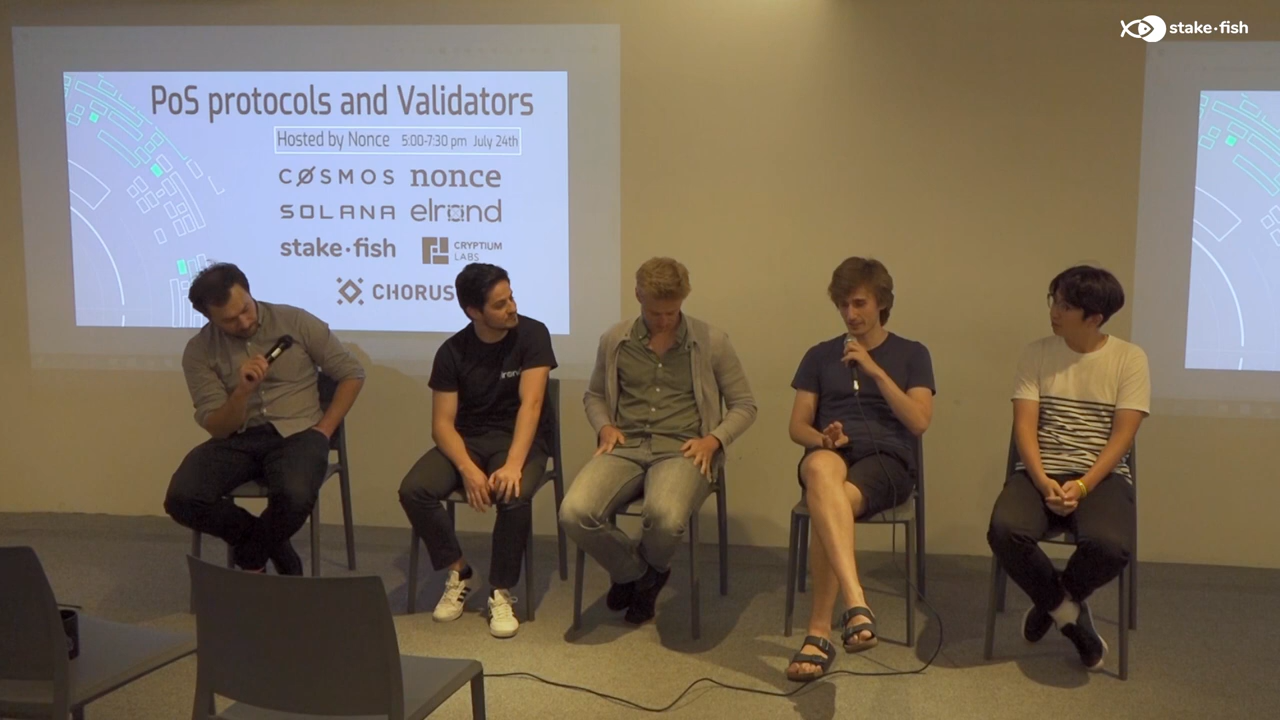 stake·fish
PoS protocols and Validators
Hosted by Nonce 5:00-7:30 pm July 24th
CØSMOS nonce
SOLANA elrond
stake·fish CRYPTIUM LABS
CHORUS